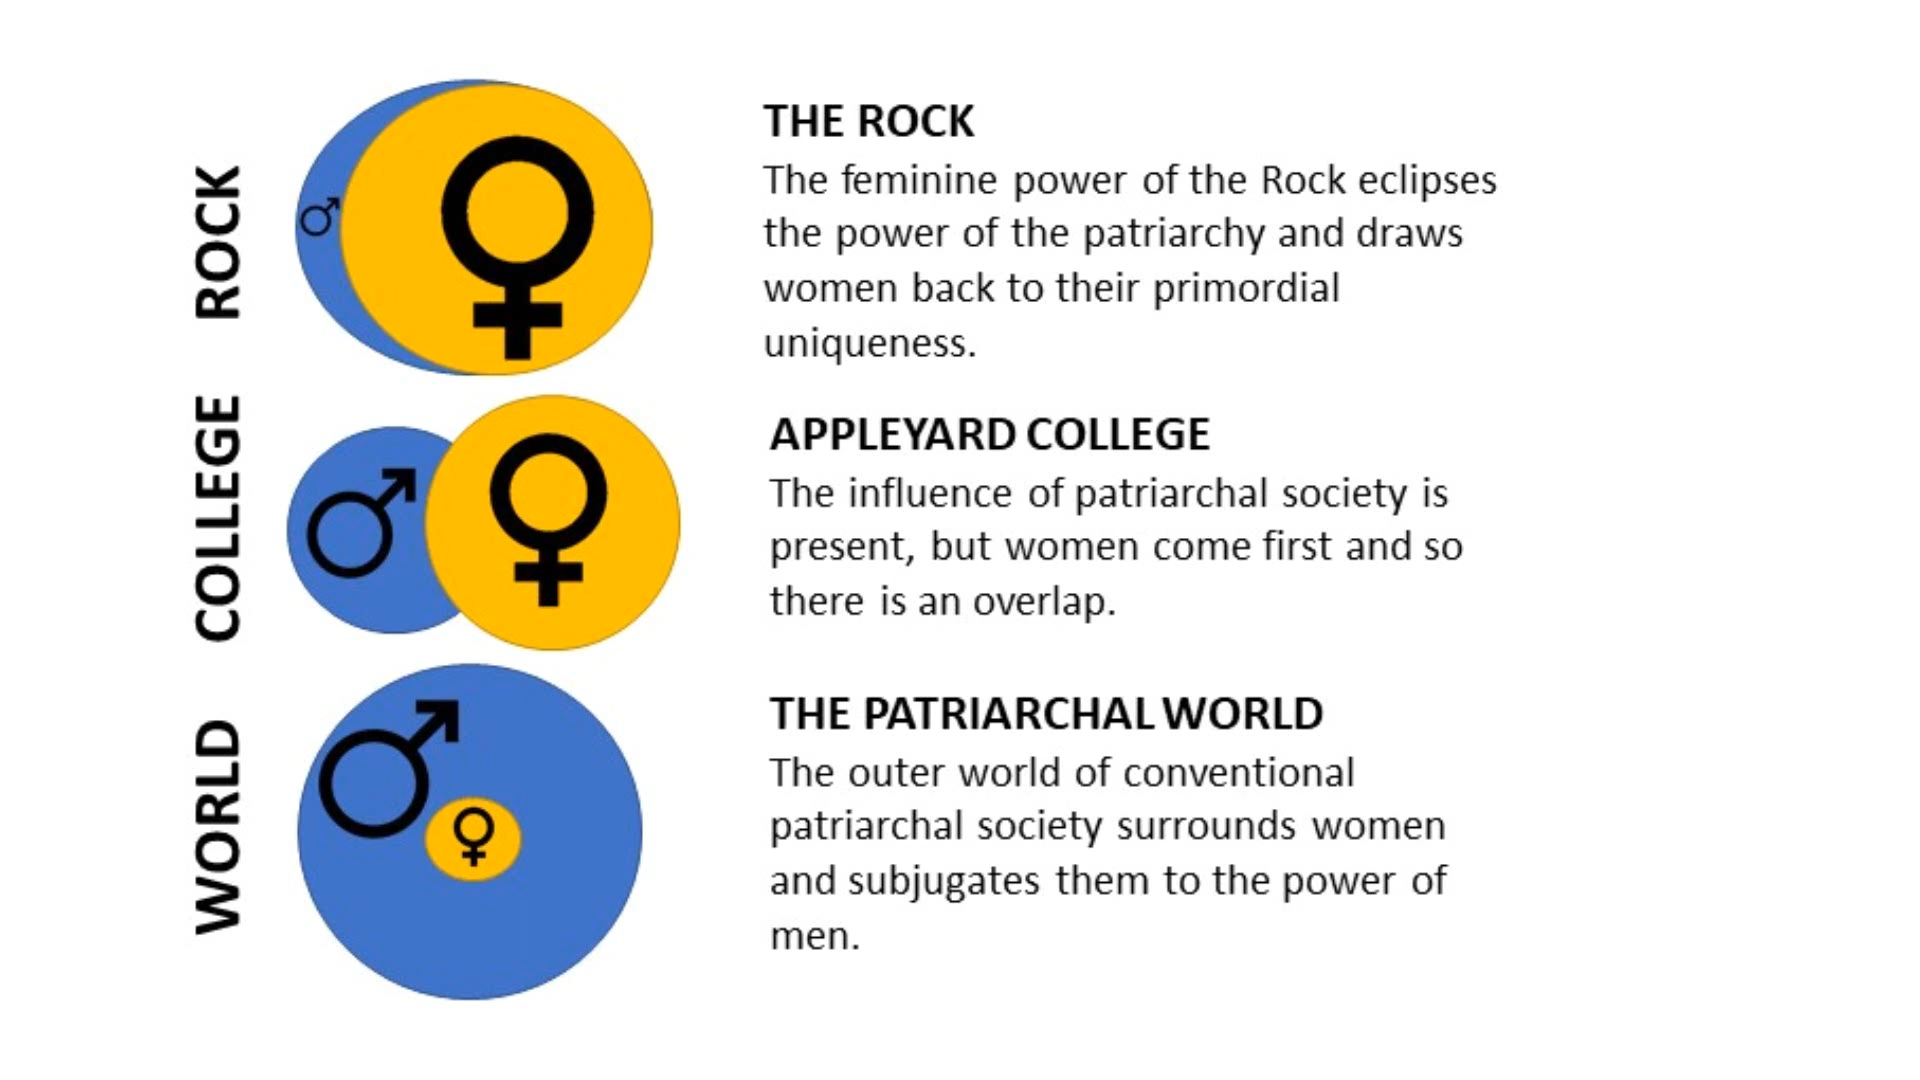 ROCK
THE ROCK
The feminine power of the Rock eclipses
the power of the patriarchy and draws
women back to their primordial
uniqueness.
COLLEGE
APPLEYARD COLLEGE
The influence of patriarchal society is
present, but women come first and so
there is an overlap.
WORLD
THE PATRIARCHAL WORLD
The outer world of conventional
patriarchal society surrounds women
and subjugates them to the power of
men.